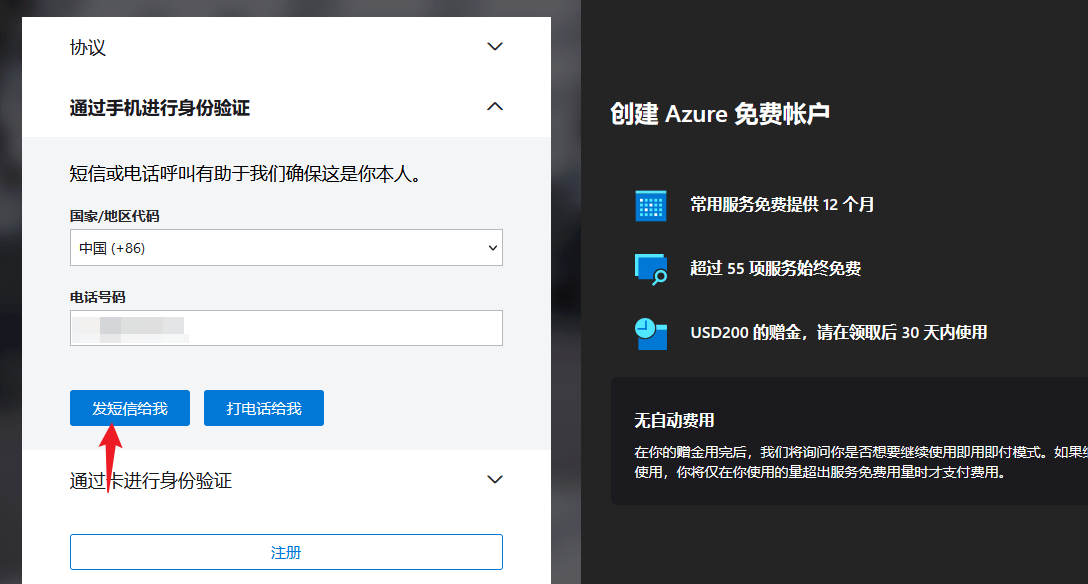 协议
通过手机进行身份验证
短信或电话呼叫有助于我们确保这是你本人。
国家/地区代码
中国 (+86)
电话号码
发短信给我
打电话给我
通过卡进行身份验证
注册
创建 Azure 免费帐户
常用服务免费提供 12 个月
超过 55 项服务始终免费
USD200 的赠金，请在领取后 30 天内使用
无自动费用
在你的赠金用完后，我们将询问你是否想要继续使用即用即付模式。如果
使用，你将仅在你使用的量超出服务免费用量时才支付费用。